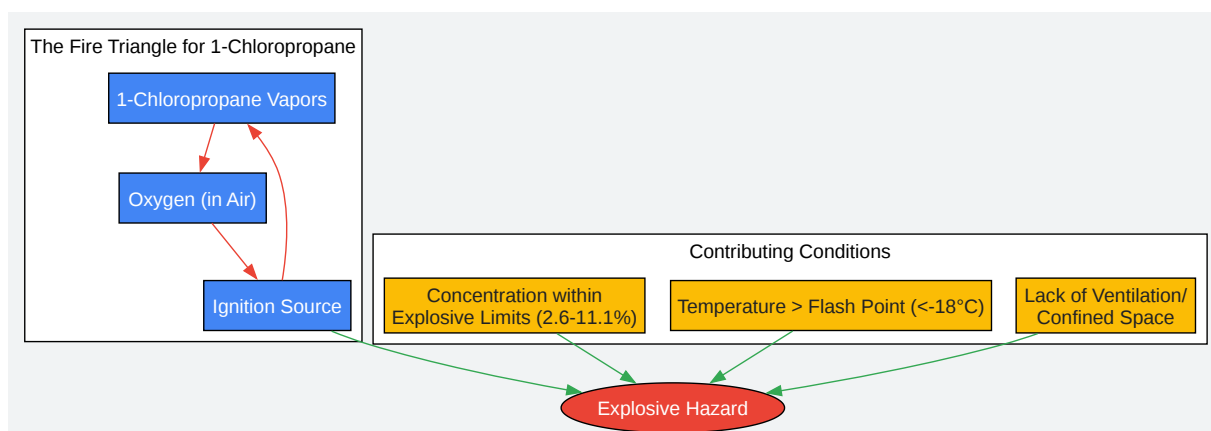 The Fire Triangle for 1-Chloropropane
1-Chloropropane Vapors
Oxygen (in Air)
Ignition Source
Contributing Conditions
Concentration within
Explosive Limits (2.6-11.1%)
Temperature > Flash Point (<-18°C)
Lack of Ventilation/
Confined Space
Explosive Hazard